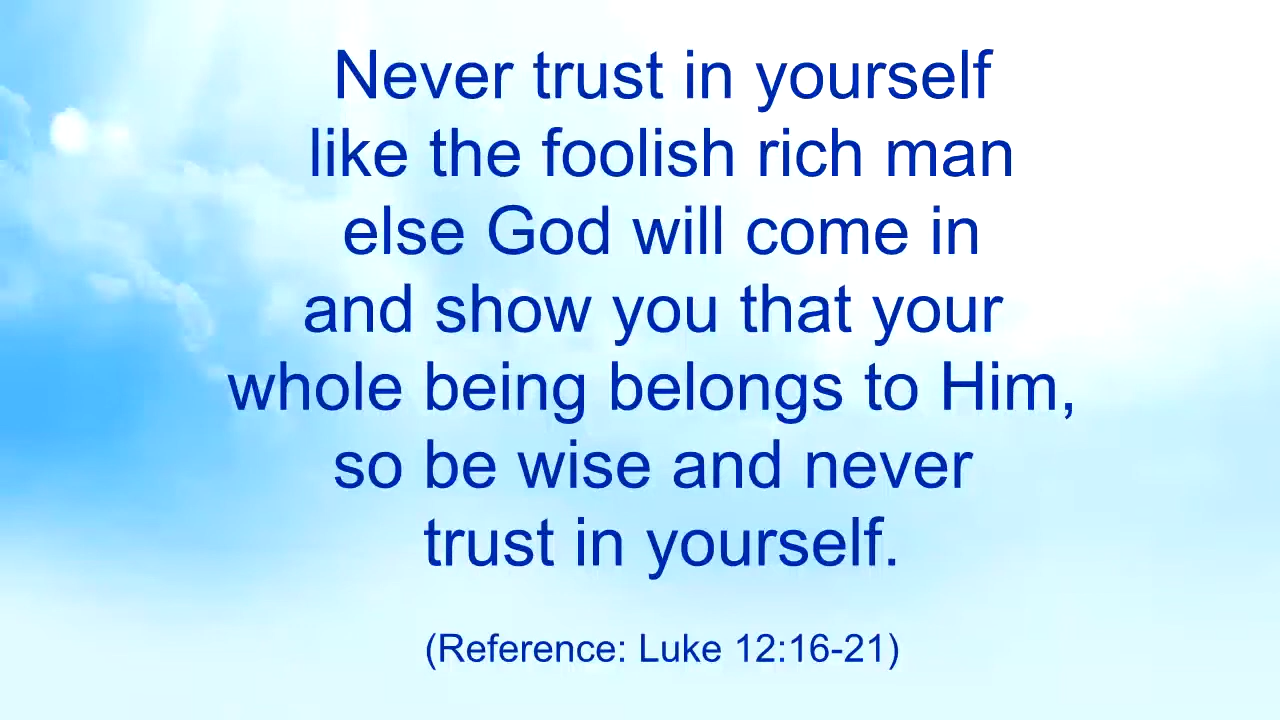 Never trust in yourself
like the foolish rich man
else God will come in
and show you that your
whole being belongs to Him,
so be wise and never
trust in yourself.
(Reference: Luke 12:16-21)